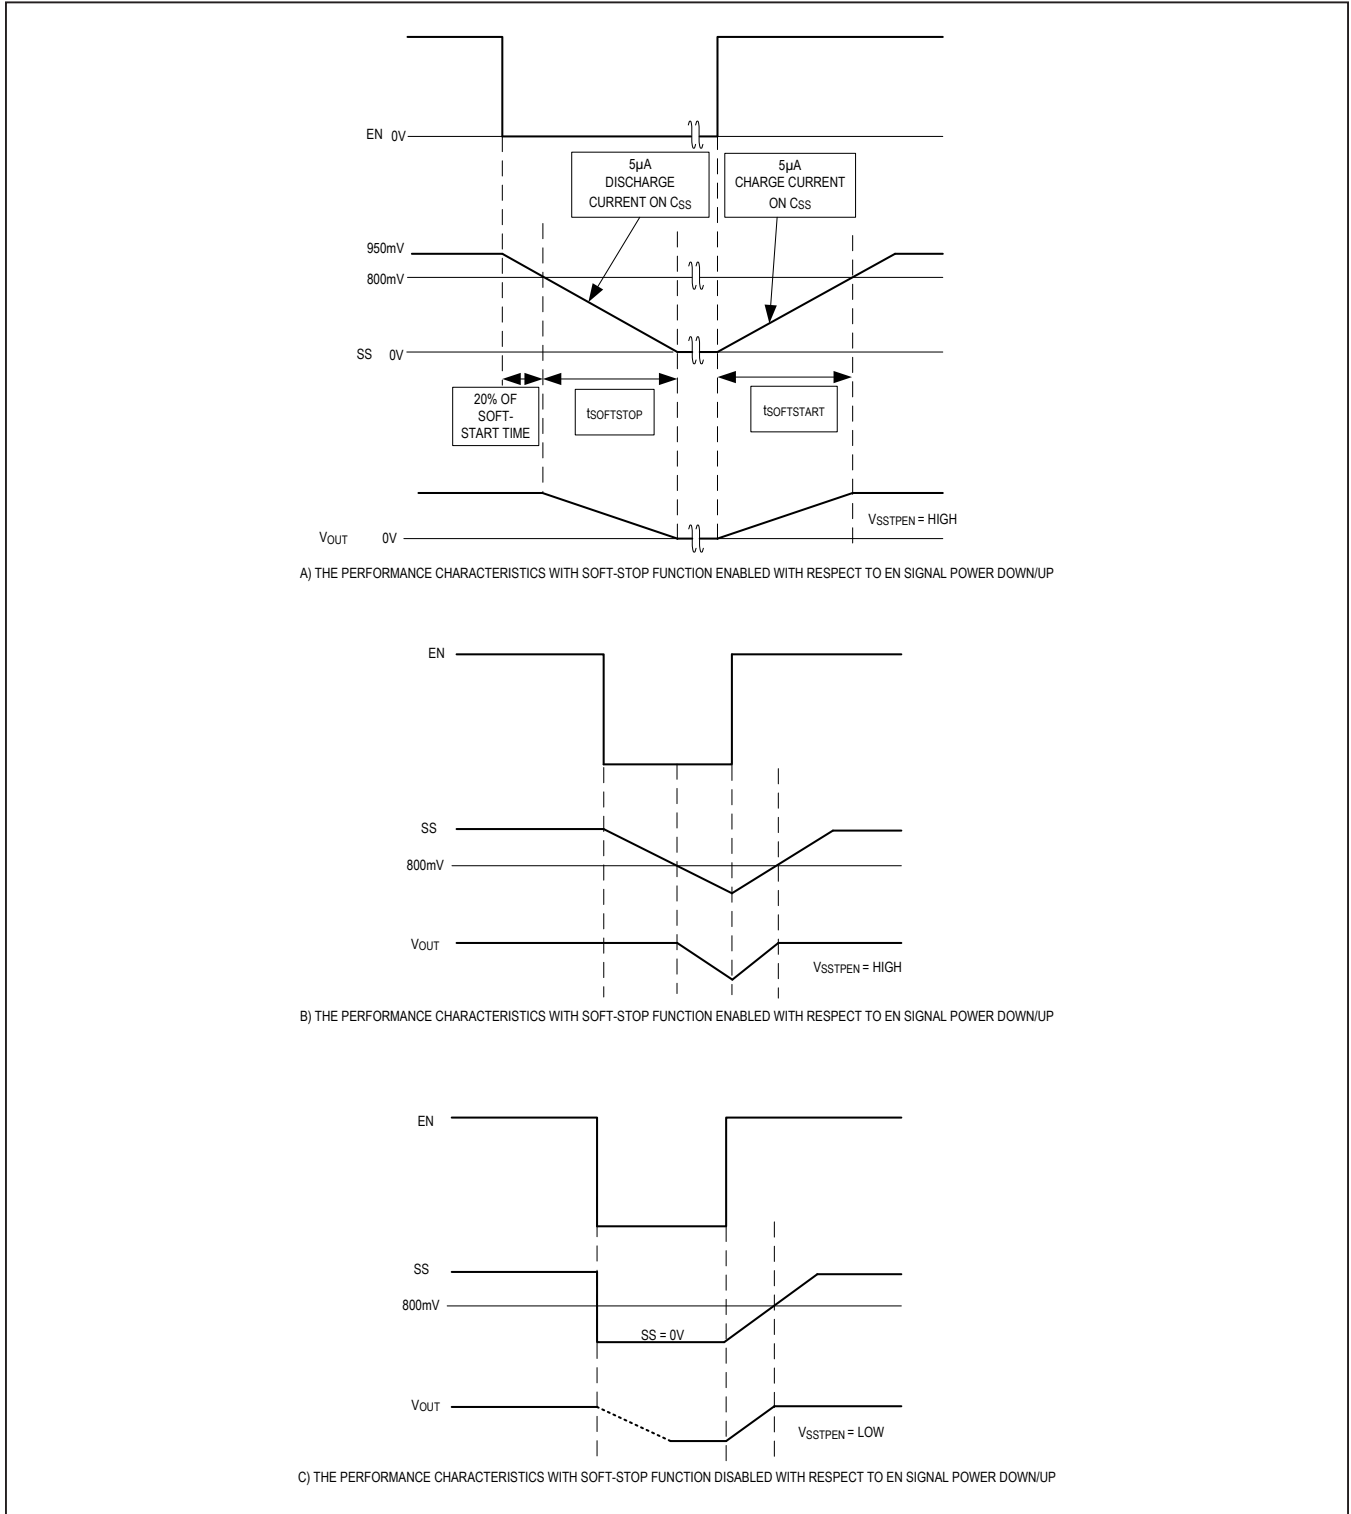 EN 0V
5µA
DISCHARGE
CURRENT ON CSS
5µA
CHARGE CURRENT
ON CSS
950mV
800mV
SS 0V
20% OF
SOFT-
START TIME
tSOFTSTOP
tSOFTSTART
VSSTPEN = HIGH
VOUT 0V
A) THE PERFORMANCE CHARACTERISTICS WITH SOFT-STOP FUNCTION ENABLED WITH RESPECT TO EN SIGNAL POWER DOWN/UP
EN
SS
800mV
VOUT
VSSTPEN = HIGH
B) THE PERFORMANCE CHARACTERISTICS WITH SOFT-STOP FUNCTION ENABLED WITH RESPECT TO EN SIGNAL POWER DOWN/UP
EN
SS
800mV
SS = 0V
VOUT
VSSTPEN = LOW
C) THE PERFORMANCE CHARACTERISTICS WITH SOFT-STOP FUNCTION DISABLED WITH RESPECT TO EN SIGNAL POWER DOWN/UP